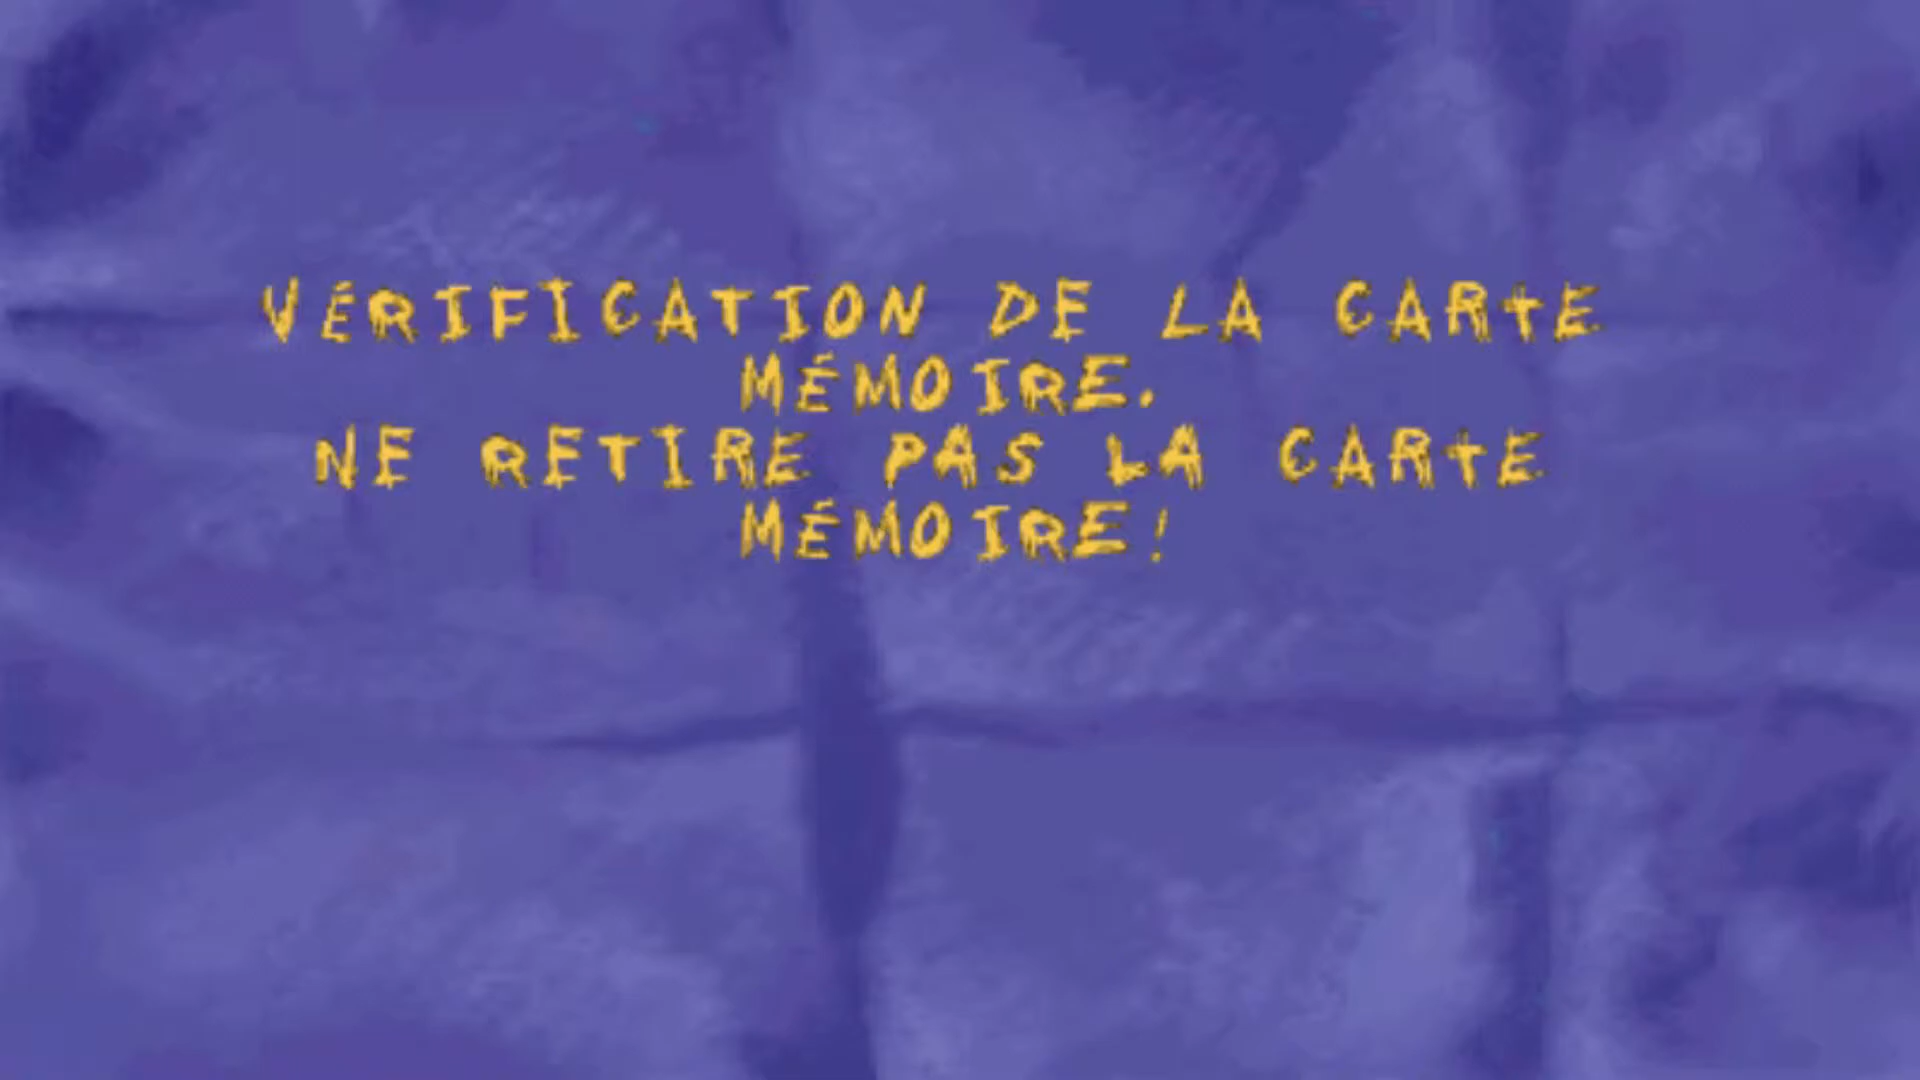 VÉRIFICATION DE LA CARTE
MÉMOIRE.
NE RETIRE PAS LA CARTE
MÉMOIRE!